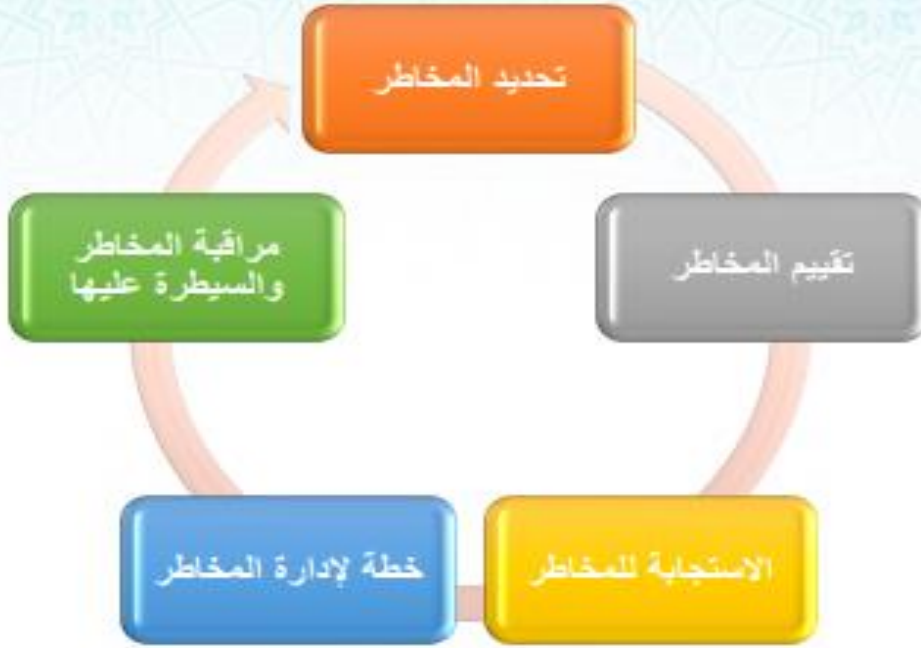 تحديد المخاطر
تقييم المخاطر
الاستجابة للمخاطر
خطة لإدارة المخاطر
مراقبة المخاطر
والسيطرة عليها